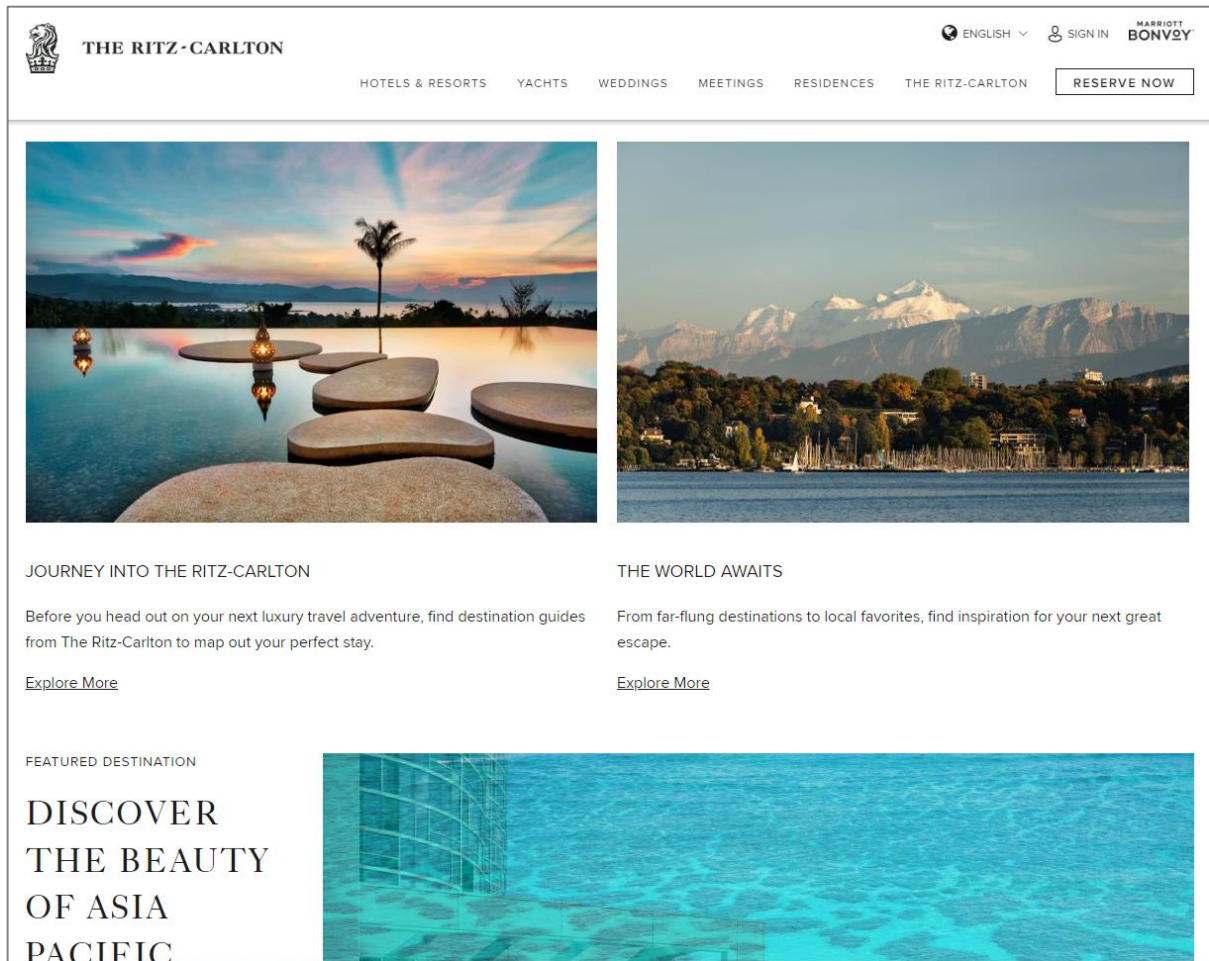 THE RITZ-CARLTON
ENGLISH
SIGN IN
MARRIOTT
BONVOY
HOTELS & RESORTS
YACHTS
WEDDINGS
MEETINGS
RESIDENCES
THE RITZ-CARLTON
RESERVE NOW
JOURNEY INTO THE RITZ-CARLTON
Before you head out on your next luxury travel adventure, find destination guides
from The Ritz-Carlton to map out your perfect stay.
Explore More
THE WORLD AWAITS
From far-flung destinations to local favorites, find inspiration for your next great
escape.
Explore More
FEATURED DESTINATION
DISCOVER
THE BEAUTY
OF ASIA
PACIFIC